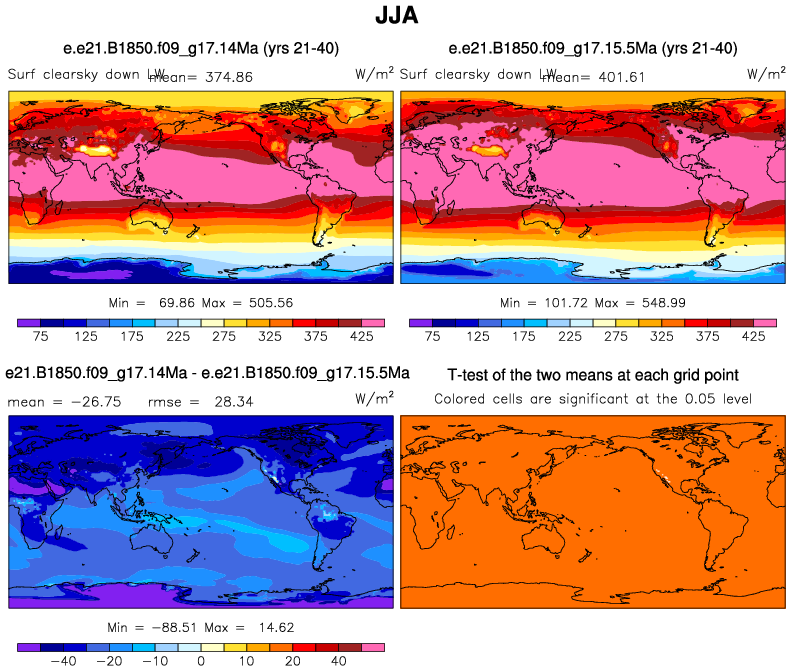 JJA
e.e21.B1850.f09_g17.14Ma (yrs 21-40)
Surf clearsky down LW mean= 374.86 W/m²
Min = 69.86 Max = 505.56
75 125 175 225 275 325 375 425
e.e21.B1850.f09_g17.15.5Ma (yrs 21-40)
Surf clearsky down LW mean= 401.61 W/m²
Min = 101.72 Max = 548.99
75 125 175 225 275 325 375 425
e21.B1850.f09_g17.14Ma - e.e21.B1850.f09_g17.15.5Ma
mean = −26.75 rmse = 28.34 W/m²
Min = −88.51 Max = 14.62
−40 −20 −10 0 10 20 40
T-test of the two means at each grid point
Colored cells are significant at the 0.05 level